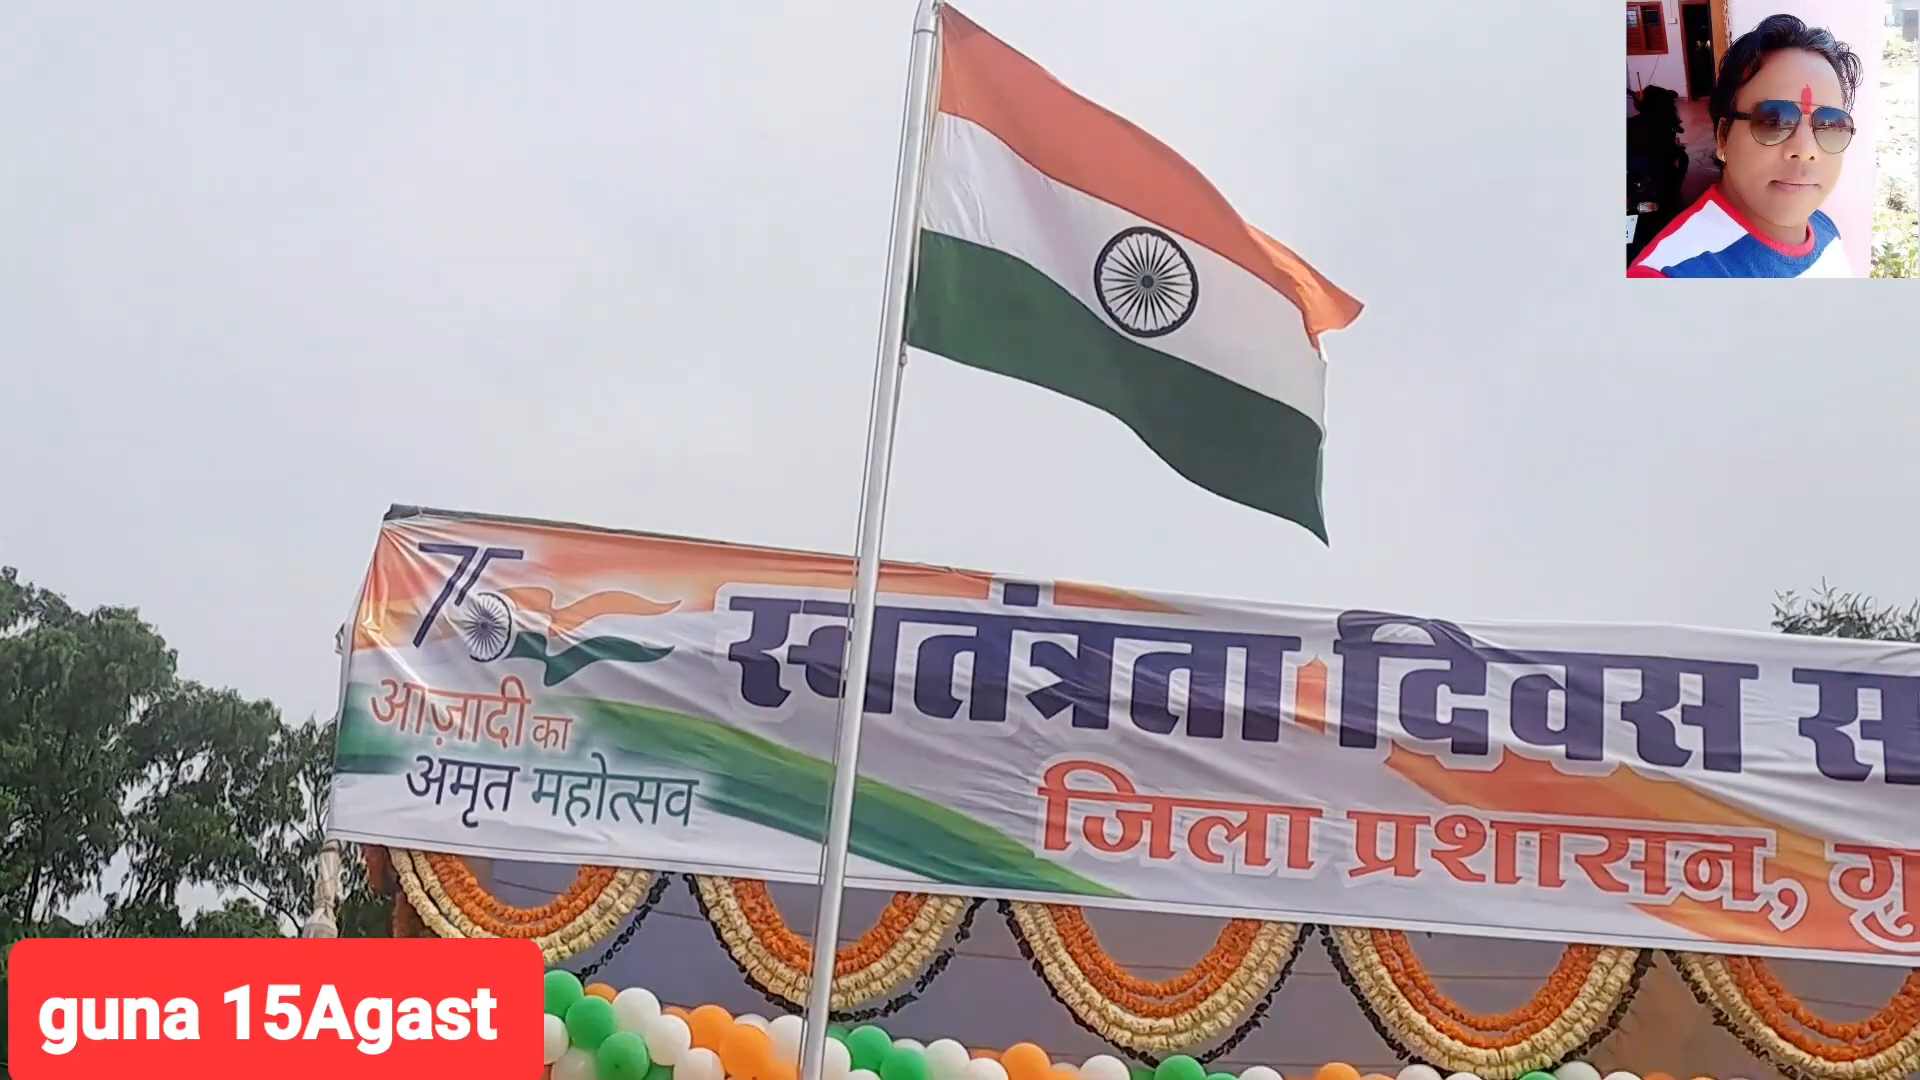 75
स्वतंत्रता दिवस स
आज़ादी का
अमृत महोत्सव
जिला प्रशासन, गु
guna 15Agast